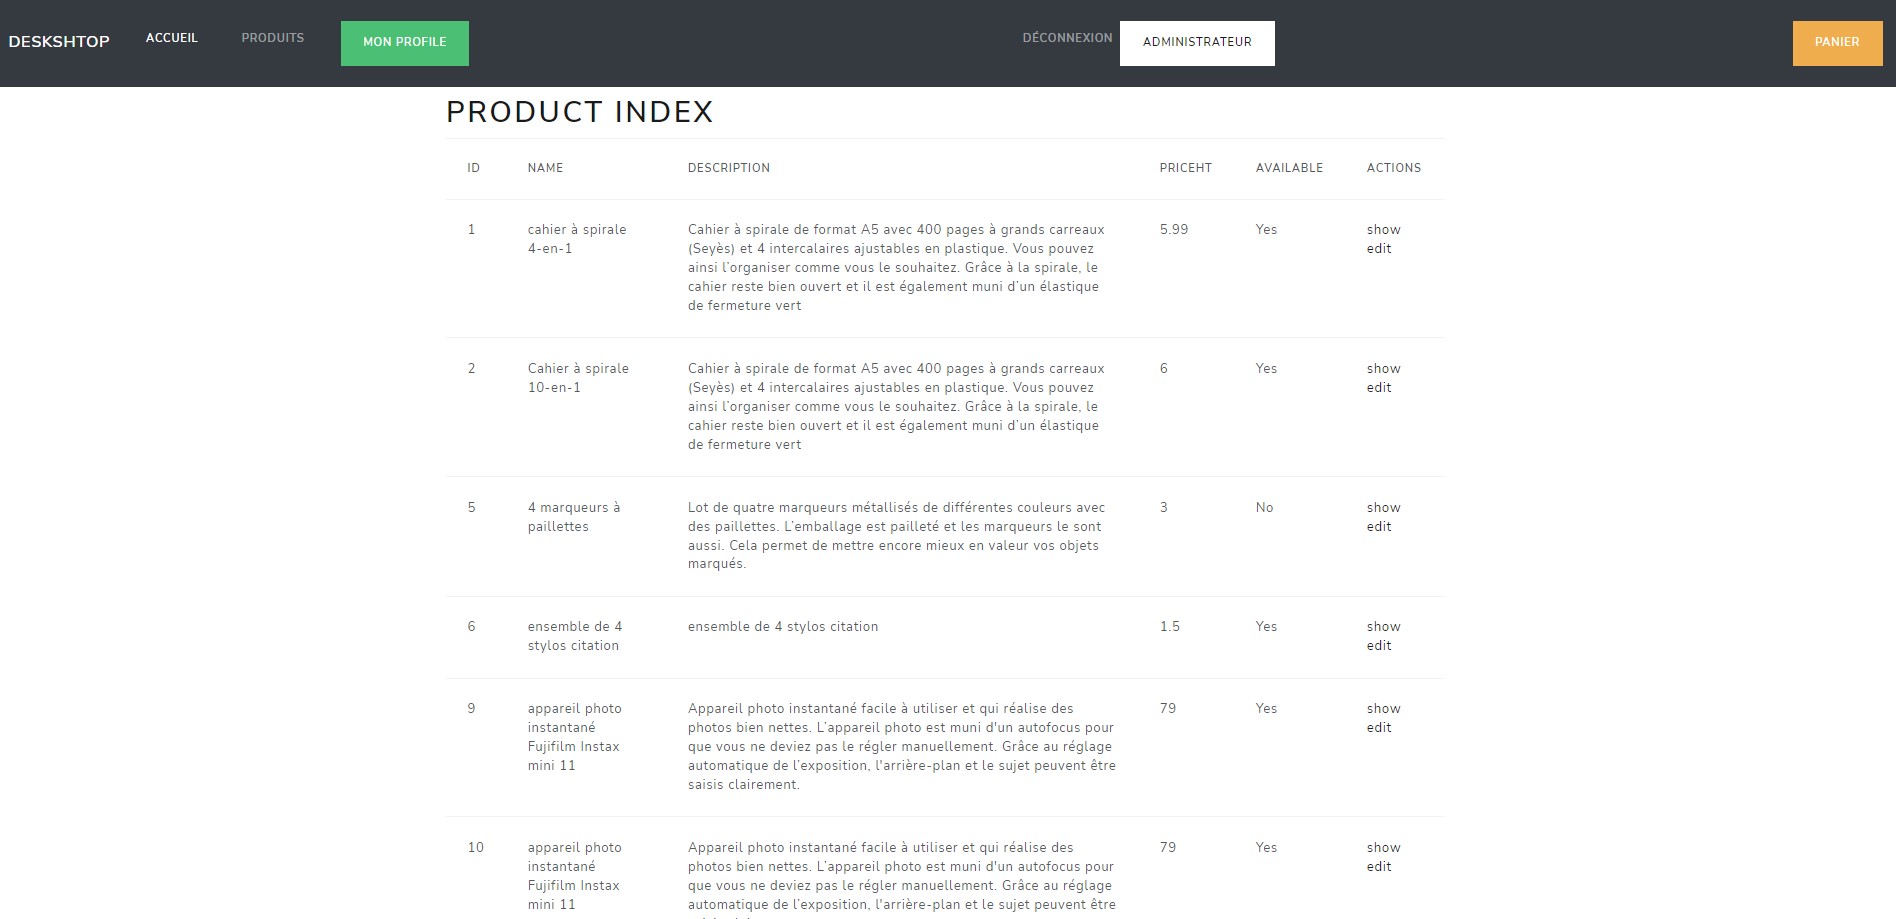 DESKSHTOP ACCUEIL PRODUITS MON PROFILE DÉCONNEXION ADMINISTRATEUR PANIER
PRODUCT INDEX
ID NAME DESCRIPTION PRICEHT AVAILABLE ACTIONS
1 cahier à spirale Cahier à spirale de format A5 avec 400 pages à grands carreaux 5.99 Yes show
4-en-1 (Seyès) et 4 intercalaires ajustables en plastique. Vous pouvez edit
ainsi l’organiser comme vous le souhaitez. Grâce à la spirale, le
cahier reste bien ouvert et il est également muni d’un élastique
de fermeture vert
2 Cahier à spirale Cahier à spirale de format A5 avec 400 pages à grands carreaux 6 Yes show
10-en-1 (Seyès) et 4 intercalaires ajustables en plastique. Vous pouvez edit
ainsi l’organiser comme vous le souhaitez. Grâce à la spirale, le
cahier reste bien ouvert et il est également muni d’un élastique
de fermeture vert
5 4 marqueurs à Lot de quatre marqueurs métallisés de différentes couleurs avec 3 No show
paillettes des paillettes. L’emballage est pailleté et les marqueurs le sont edit
aussi. Cela permet de mettre encore mieux en valeur vos objets
marqués.
6 ensemble de 4 ensemble de 4 stylos citation 1.5 Yes show
stylos citation edit
9 appareil photo Appareil photo instantané facile à utiliser et qui réalise des 79 Yes show
instantané photos bien nettes. L’appareil photo est muni d'un autofocus pour edit
Fujifilm Instax que vous ne deviez pas le régler manuellement. Grâce au réglage
mini 11 automatique de l’exposition, l'arrière-plan et le sujet peuvent être
saisis clairement.
10 appareil photo Appareil photo instantané facile à utiliser et qui réalise des 79 Yes show
instantané photos bien nettes. L’appareil photo est muni d'un autofocus pour edit
Fujifilm Instax que vous ne deviez pas le régler manuellement. Grâce au réglage
mini 11 automatique de l’exposition, l'arrière-plan et le sujet peuvent être